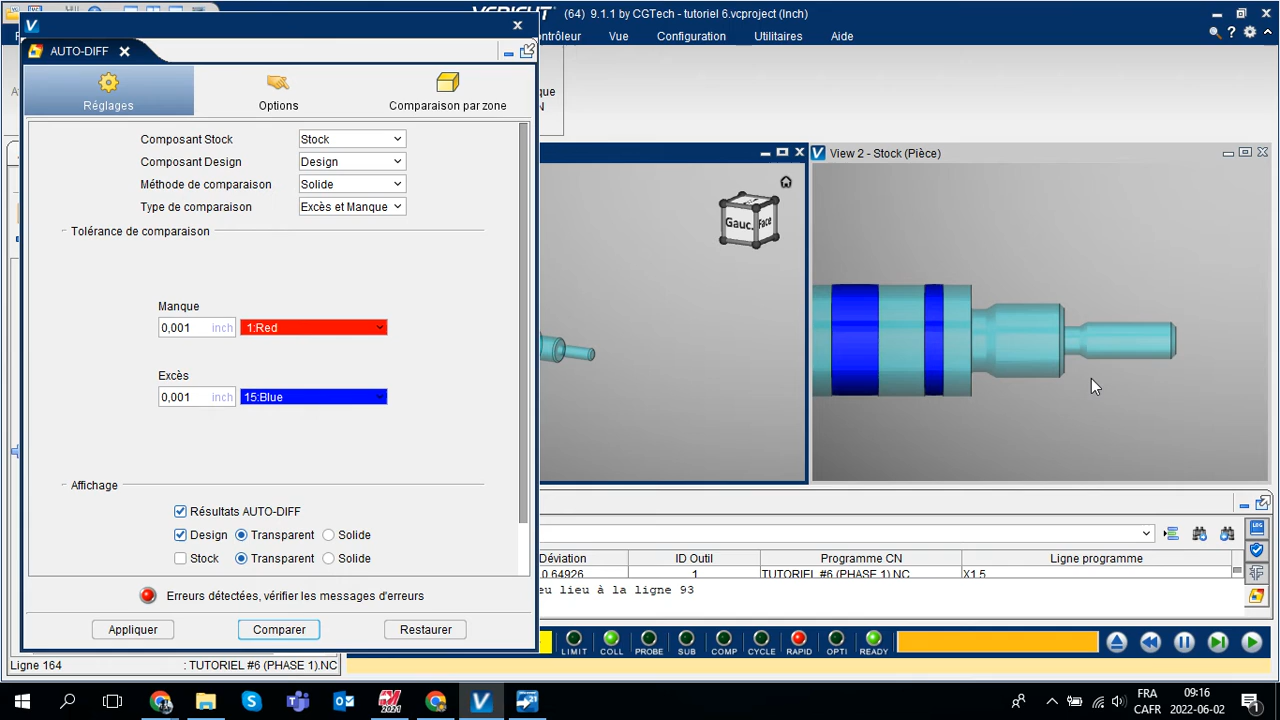 VERICUT (64) 9.1.1 by CGTech - tutoriel 6.vcproject (Inch)
ntrôleur Vue Configuration Utilitaires Aide
AUTO-DIFF
Réglages Options Comparaison par zone
que
N
Composant Stock Stock
Composant Design Design
Méthode de comparaison Solide
Type de comparaison Excès et Manque
Tolérance de comparaison
Manque
0,001 inch 1:Red
Excès
0,001 inch 15:Blue
Affichage
Résultats AUTO-DIFF
Design Transparent Solide
Stock Transparent Solide
Erreurs détectées, vérifier les messages d'erreurs
Appliquer Comparer Restaurer
View 2 - Stock (Pièce)
Gauc. Face
Déviation ID Outil Programme CN Ligne programme
0.64926 1 TUTORIEL #6 (PHASE 1).NC X1.5
eu lieu à la ligne 93
LIMIT COLL PROBE SUB COMP CYCLE RAPID OPTI READY
Ligne 164 : TUTORIEL #6 (PHASE 1).NC
FRA 09:16
CAFR 2022-06-02
2021
1